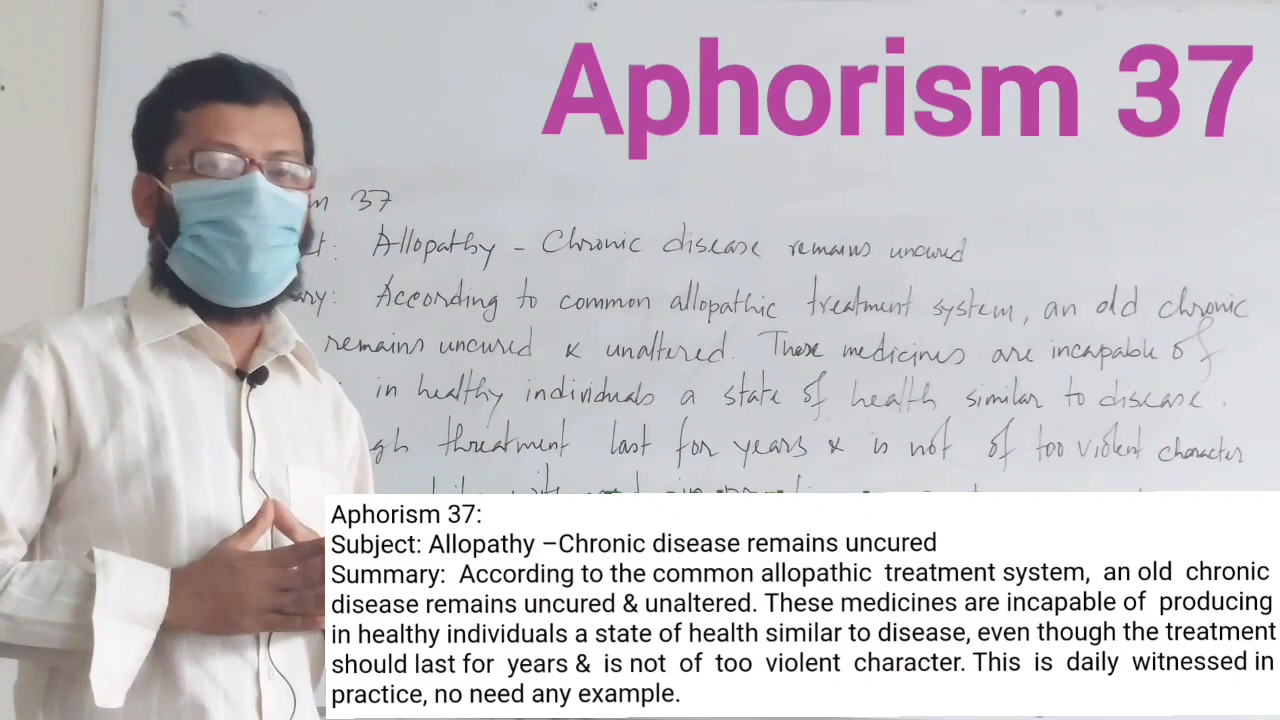 Aphorism 37
m 37
ct: Allopathy - Chronic disease remains uncured
ary: According to common allopathic treatment system, an old chronic
remains uncured & unaltered. These medicines are incapable of
in healthy individuals a state of health similar to disease.
gh threatment last for years & is not of too violent character
Aphorism 37:
Subject: Allopathy –Chronic disease remains uncured
Summary: According to the common allopathic treatment system, an old chronic
disease remains uncured & unaltered. These medicines are incapable of producing
in healthy individuals a state of health similar to disease, even though the treatment
should last for years & is not of too violent character. This is daily witnessed in
practice, no need any example.